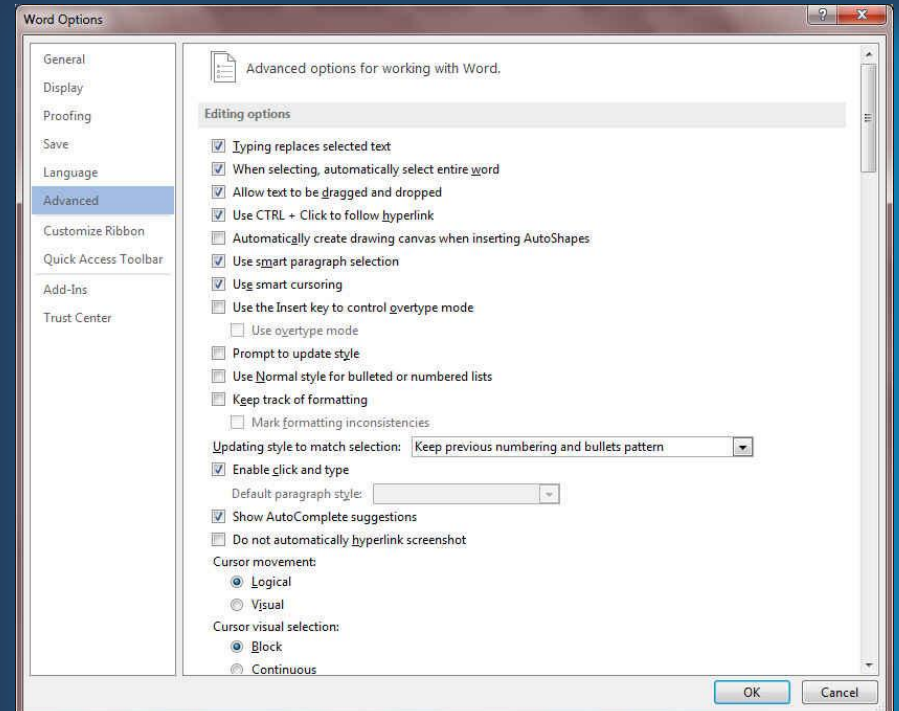 Word Options
General
Display
Proofing
Save
Language
Advanced
Customize Ribbon
Quick Access Toolbar
Add-Ins
Trust Center
Advanced options for working with Word.
Editing options
Typing replaces selected text
When selecting, automatically select entire word
Allow text to be dragged and dropped
Use CTRL + Click to follow hyperlink
Automatically create drawing canvas when inserting AutoShapes
Use smart paragraph selection
Use smart cursoring
Use the Insert key to control overtype mode
Use overtype mode
Prompt to update style
Use Normal style for bulleted or numbered lists
Keep track of formatting
Mark formatting inconsistencies
Updating style to match selection: Keep previous numbering and bullets pattern
Enable click and type
Default paragraph style:
Show AutoComplete suggestions
Do not automatically hyperlink screenshot
Cursor movement:
Logical
Visual
Cursor visual selection:
Block
Continuous
OK Cancel